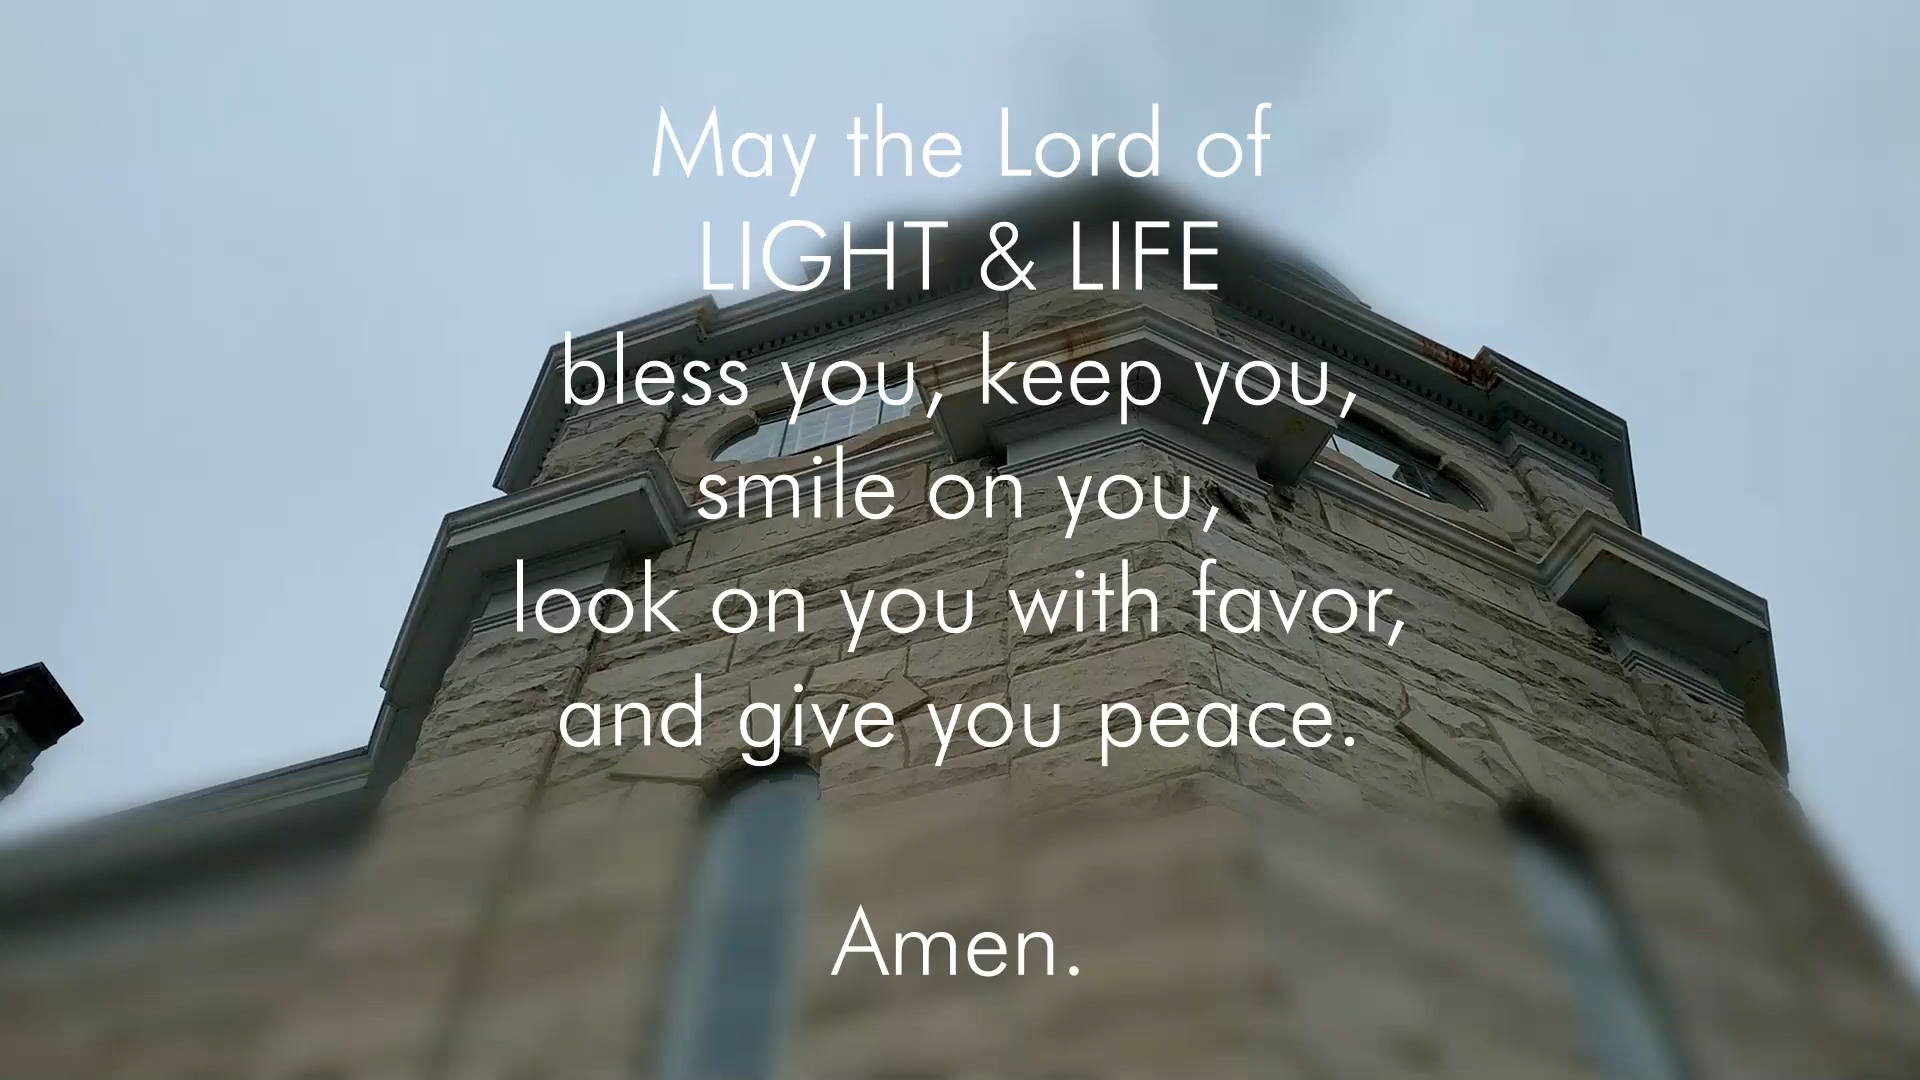 May the Lord of
LIGHT & LIFE
bless you, keep you,
smile on you,
look on you with favor,
and give you peace.
Amen.